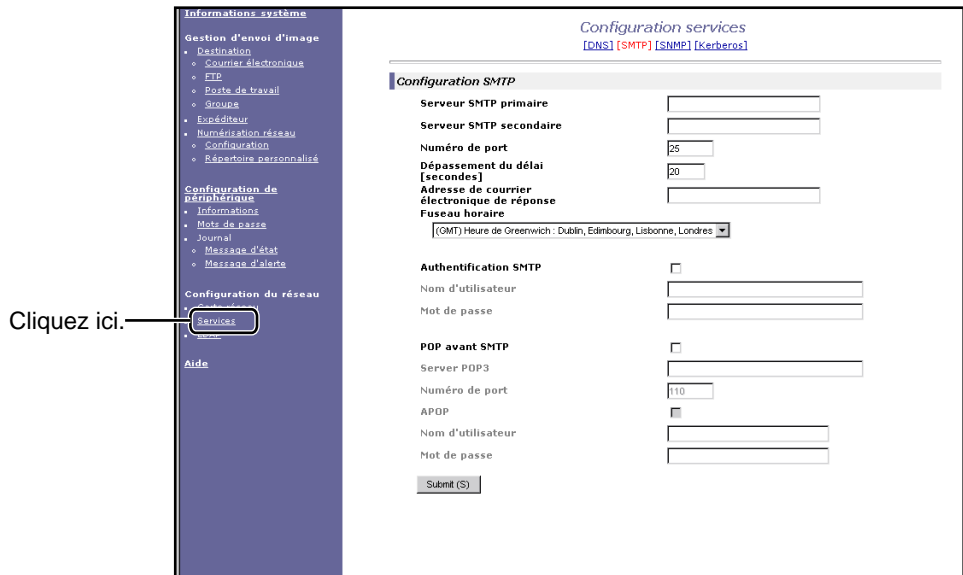 Informations système
Gestion d'envoi d'image
Destination
Courrier électronique
FTP
Poste de travail
Groupe
Expéditeur
Numérisation réseau
Configuration
Répertoire personnalisé
Configuration de
périphérique
Informations
Mots de passe
Journal
Message d'état
Message d'alerte
Configuration du réseau
Carte réseau
Services
LDAP
Aide
Cliquez ici.
Configuration services
[DNS] [SMTP] [SNMP] [Kerberos]
Configuration SMTP
Serveur SMTP primaire
Serveur SMTP secondaire
Numéro de port 25
Dépassement du délai
[secondes] 20
Adresse de courrier
électronique de réponse
Fuseau horaire
(GMT) Heure de Greenwich : Dublin, Edimbourg, Lisbonne, Londres
Authentification SMTP
Nom d'utilisateur
Mot de passe
POP avant SMTP
Server POP3
Numéro de port 110
APOP
Nom d'utilisateur
Mot de passe
Submit (S)